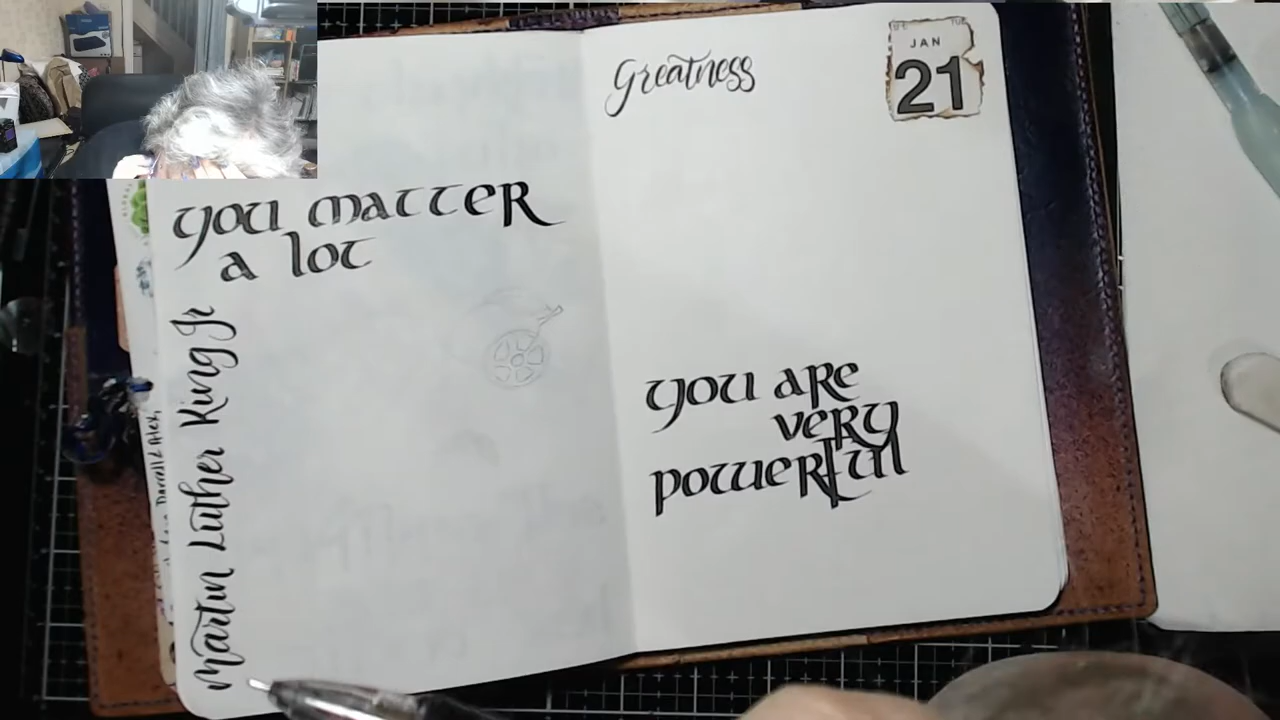 you matter
a lot
Martin Luther King Jr
Greatness
JAN
21
you are
very
powerful